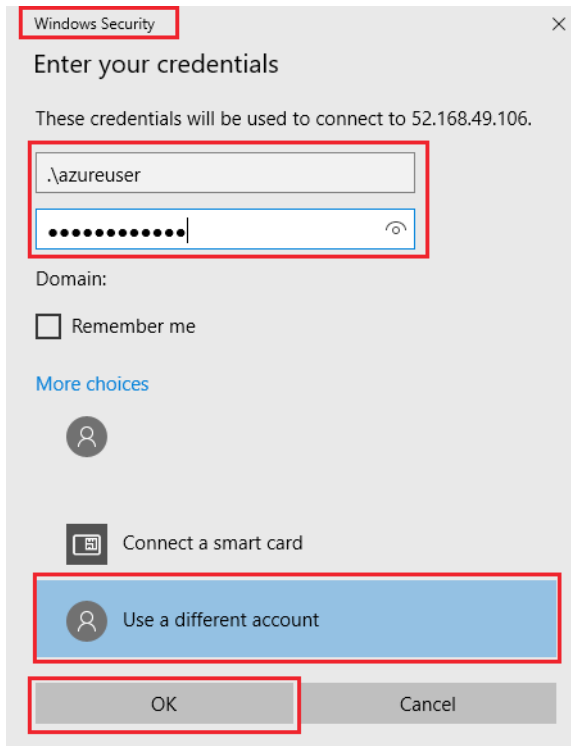 Windows Security
Enter your credentials
These credentials will be used to connect to 52.168.49.106.
.\azureuser
●●●●●●●●●●●●
Domain:
Remember me
More choices
Connect a smart card
Use a different account
OK Cancel